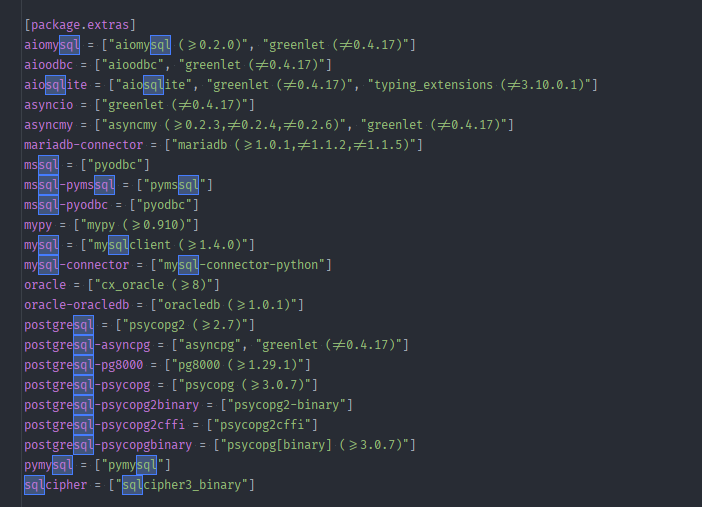 [package.extras]
aiomysql = ["aiomysql (>=0.2.0)", "greenlet (!=0.4.17)"]
aioodbc = ["aioodbc", "greenlet (!=0.4.17)"]
aiosqlite = ["aiosqlite", "greenlet (!=0.4.17)", "typing_extensions (!=3.10.0.1)"]
asyncio = ["greenlet (!=0.4.17)"]
asyncmy = ["asyncmy (>=0.2.3,!=0.2.4,!=0.2.6)", "greenlet (!=0.4.17)"]
mariadb-connector = ["mariadb (>=1.0.1,!=1.1.2,!=1.1.5)"]
mssql = ["pyodbc"]
mssql-pymssql = ["pymssql"]
mssql-pyodbc = ["pyodbc"]
mypy = ["mypy (>=0.910)"]
mysql = ["mysqlclient (>=1.4.0)"]
mysql-connector = ["mysql-connector-python"]
oracle = ["cx_oracle (>=8)"]
oracle-oracledb = ["oracledb (>=1.0.1)"]
postgresql = ["psycopg2 (>=2.7)"]
postgresql-asyncpg = ["asyncpg", "greenlet (!=0.4.17)"]
postgresql-pg8000 = ["pg8000 (>=1.29.1)"]
postgresql-psycopg = ["psycopg (>=3.0.7)"]
postgresql-psycopg2binary = ["psycopg2-binary"]
postgresql-psycopg2cffi = ["psycopg2cffi"]
postgresql-psycopgbinary = ["psycopg[binary] (>=3.0.7)"]
pymysql = ["pymysql"]
sqlcipher = ["sqlcipher3_binary"]